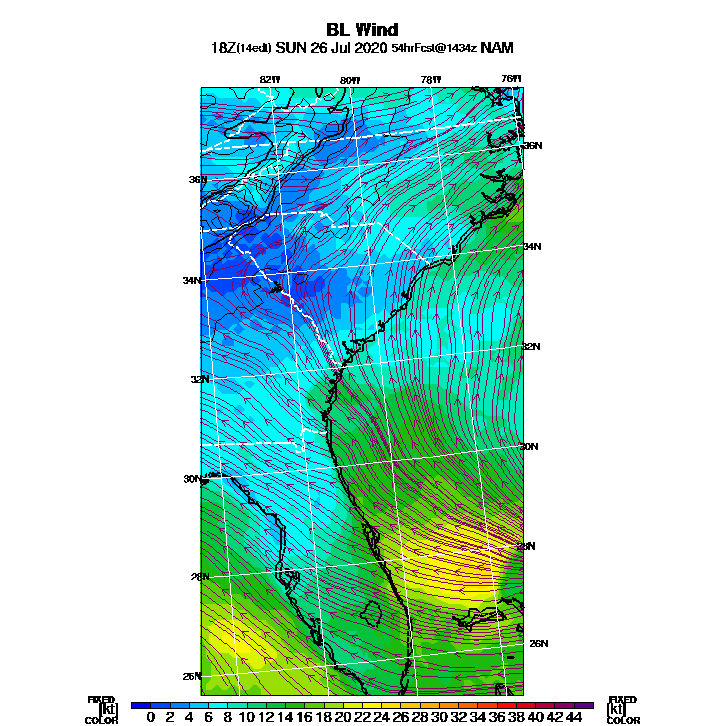 BL Wind
18Z(14edt) SUN 26 Jul 2020 54hrFcst@1434z NAM
82W 80W 78W 76W
36N
36N
34N
34N
32N
32N
30N
30N
28N
28N
26N
26N
FIXED FIXED
[kt] 0 2 4 6 8 10 12 14 16 18 20 22 24 26 28 30 32 34 36 38 40 42 44 [kt]
COLOR COLOR